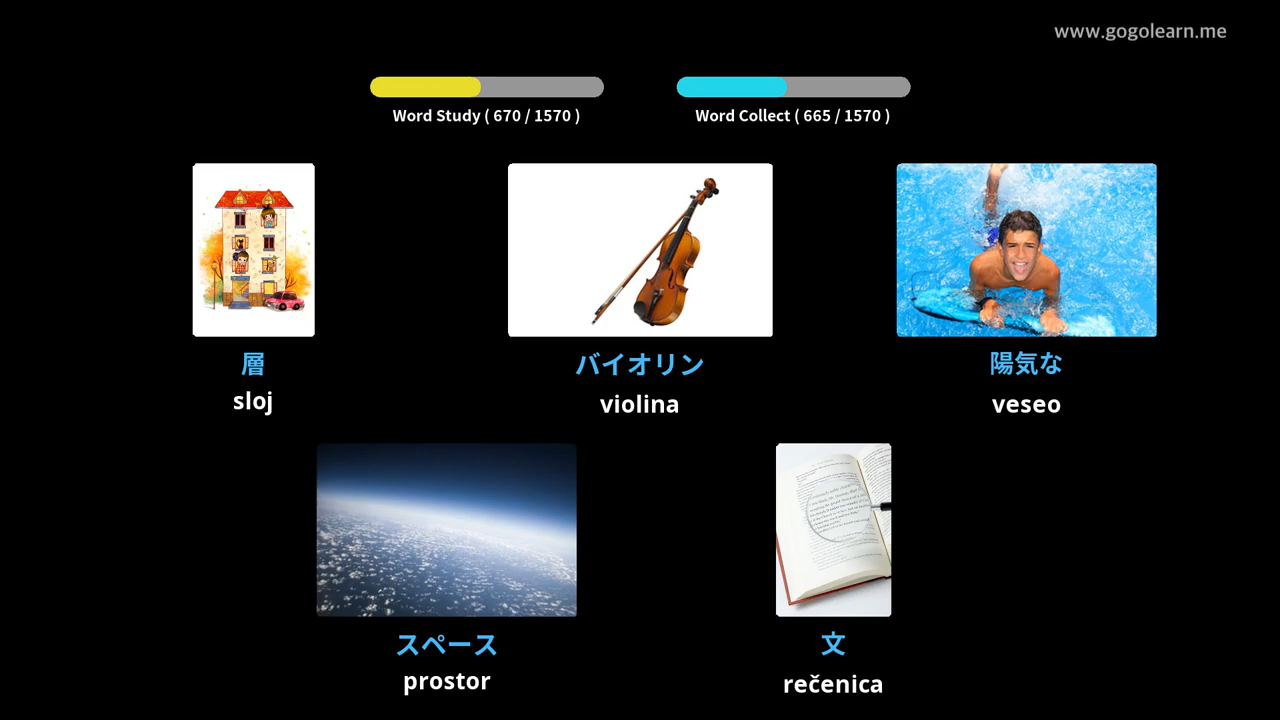 www.gogolearn.me
Word Study ( 670 / 1570 )
Word Collect ( 665 / 1570 )
層
sloj
バイオリン
violina
陽気な
veseo
スペース
prostor
文
rečenica